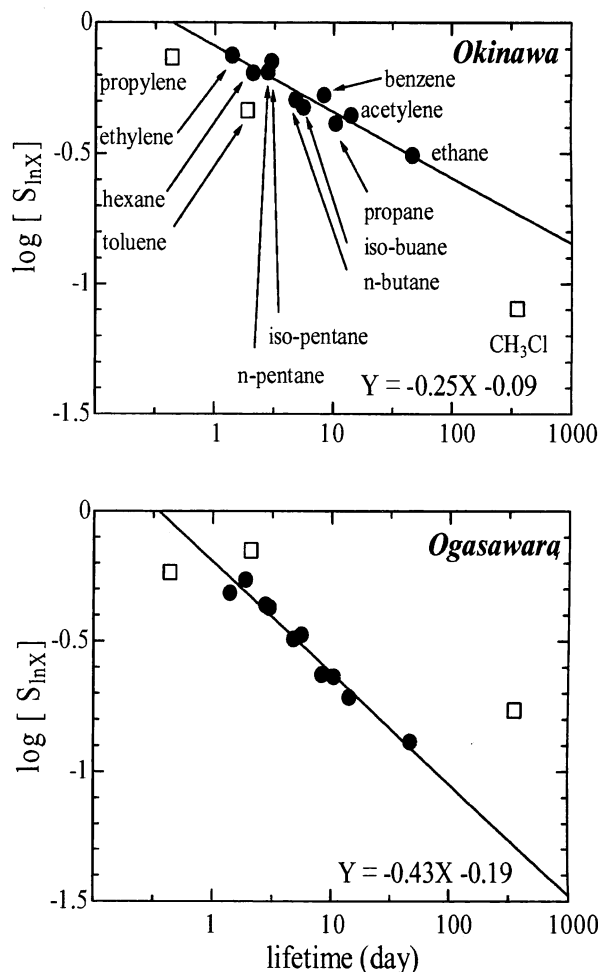 0
Okinawa
propylene
benzene
acetylene
ethylene
-0.5
ethane
hexane
propane
toluene
iso-buane
n-butane
-1
iso-pentane
CH₃Cl
n-pentane
Y = -0.25X -0.09
-1.5
1 10 100 1000
log [ S_lnX ]
0
Ogasawara
-0.5
-1
Y = -0.43X -0.19
-1.5
1 10 100 1000
log [ S_lnX ]
lifetime (day)